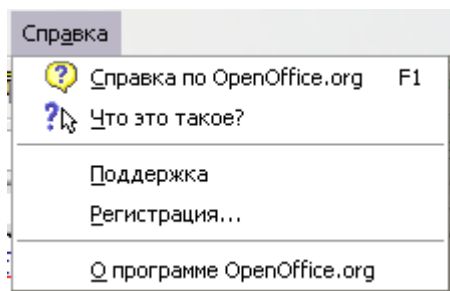 Справка
Справка по OpenOffice.org F1
Что это такое?
Поддержка
Регистрация...
О программе OpenOffice.org